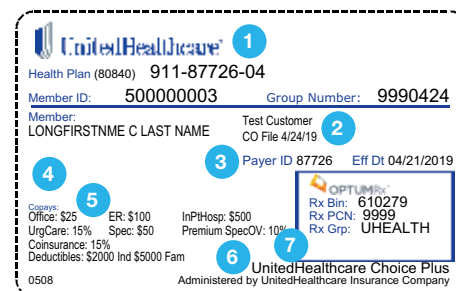 UnitedHealthcare 1
Health Plan (80840) 911-87726-04
Member ID: 500000003 Group Number: 9990424
Member: Test Customer
LONGFIRSTNME C LAST NAME CO File 4/24/19 2
3 Payer ID 87726 Eff Dt 04/21/2019
4
5
OPTUMRx
Rx Bin: 610279
Rx PCN: 9999
Rx Grp: UHEALTH
Copays:
Office: $25 ER: $100 InPtHosp: $500
UrgCare: 15% Spec: $50 Premium SpecOV: 10% 7
Coinsurance: 15%
Deductibles: $2000 Ind $5000 Fam 6
UnitedHealthcare Choice Plus
0508 Administered by UnitedHealthcare Insurance Company